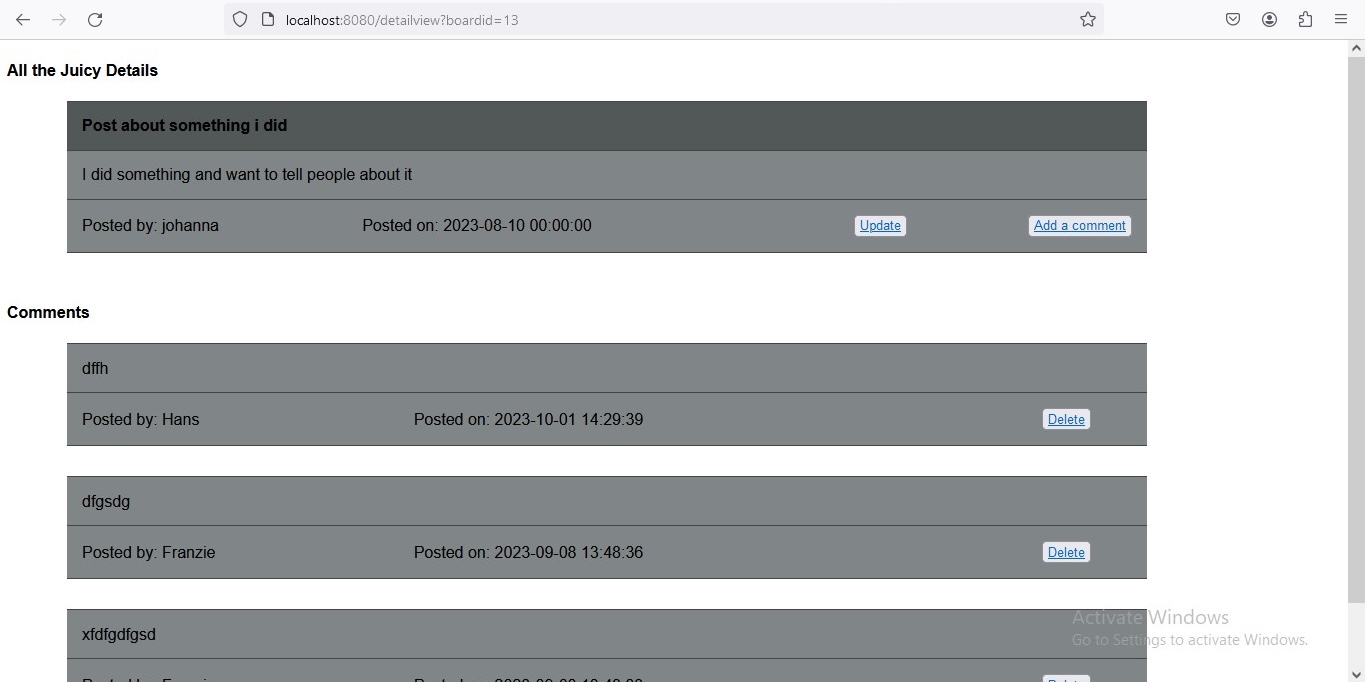 localhost:8080/detailview?boardid=13
All the Juicy Details
Post about something i did
I did something and want to tell people about it
Posted by: johanna Posted on: 2023-08-10 00:00:00 Update Add a comment
Comments
dffh
Posted by: Hans Posted on: 2023-10-01 14:29:39 Delete
dfgsdg
Posted by: Franzie Posted on: 2023-09-08 13:48:36 Delete
xfdfgdfgsd
Activate Windows
Go to Settings to activate Windows.